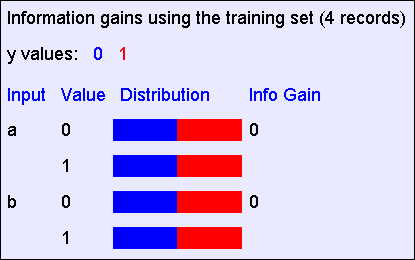 Information gains using the training set (4 records)
y values: 0 1
Input Value Distribution Info Gain
a 0 0
1
b 0 0
1